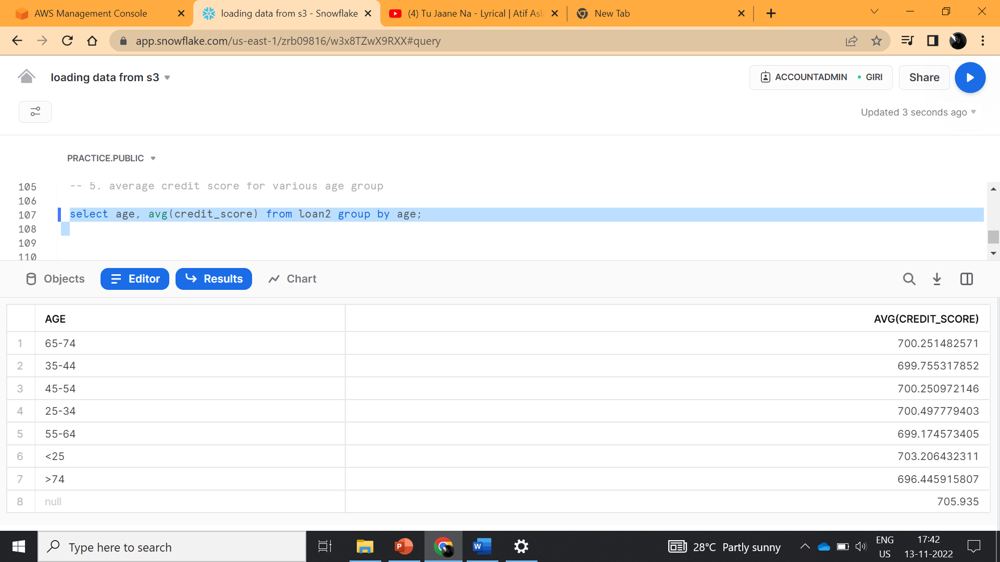 AWS Management Console
loading data from s3 - Snowflake
(4) Tu Jaane Na - Lyrical | Atif Asl
New Tab
app.snowflake.com/us-east-1/zrb09816/w3x8TZwX9RXX#query
loading data from s3
ACCOUNTADMIN • GIRI
Share
Updated 3 seconds ago
PRACTICE.PUBLIC
105 -- 5. average credit score for various age group
106
107 select age, avg(credit_score) from loan2 group by age;
108
109
110
Objects Editor Results Chart
AGE AVG(CREDIT_SCORE)
1 65-74 700.251482571
2 35-44 699.755317852
3 45-54 700.250972146
4 25-34 700.497779403
5 55-64 699.174573405
6 <25 703.206432311
7 >74 696.445915807
8 null 705.935
Type here to search
P
W
28°C Partly sunny
ENG
US
17:42
13-11-2022